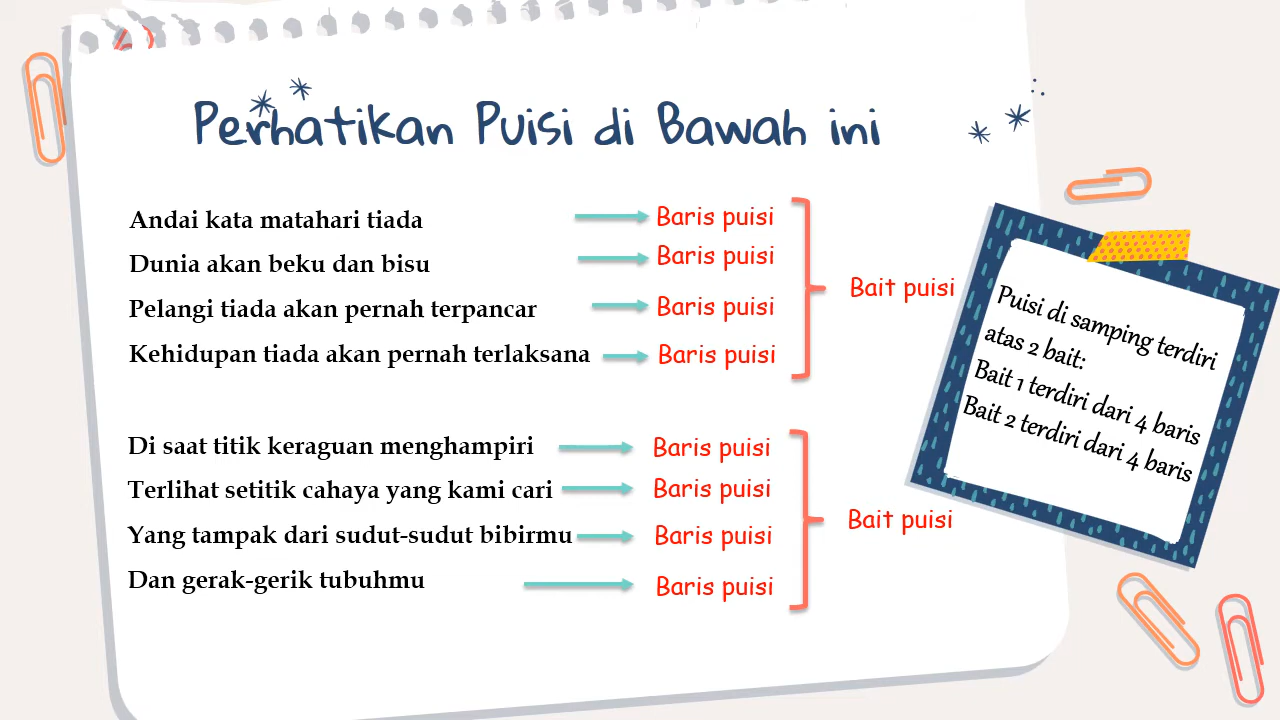 Perhatikan Puisi di Bawah ini
Andai kata matahari tiada
Baris puisi
Dunia akan beku dan bisu
Baris puisi
Pelangi tiada akan pernah terpancar
Baris puisi
Kehidupan tiada akan pernah terlaksana
Baris puisi
Bait puisi
Di saat titik keraguan menghampiri
Baris puisi
Terlihat setitik cahaya yang kami cari
Baris puisi
Yang tampak dari sudut-sudut bibirmu
Baris puisi
Dan gerak-gerik tubuhmu
Baris puisi
Bait puisi
Puisi di samping terdiri
atas 2 bait:
Bait 1 terdiri dari 4 baris
Bait 2 terdiri dari 4 baris